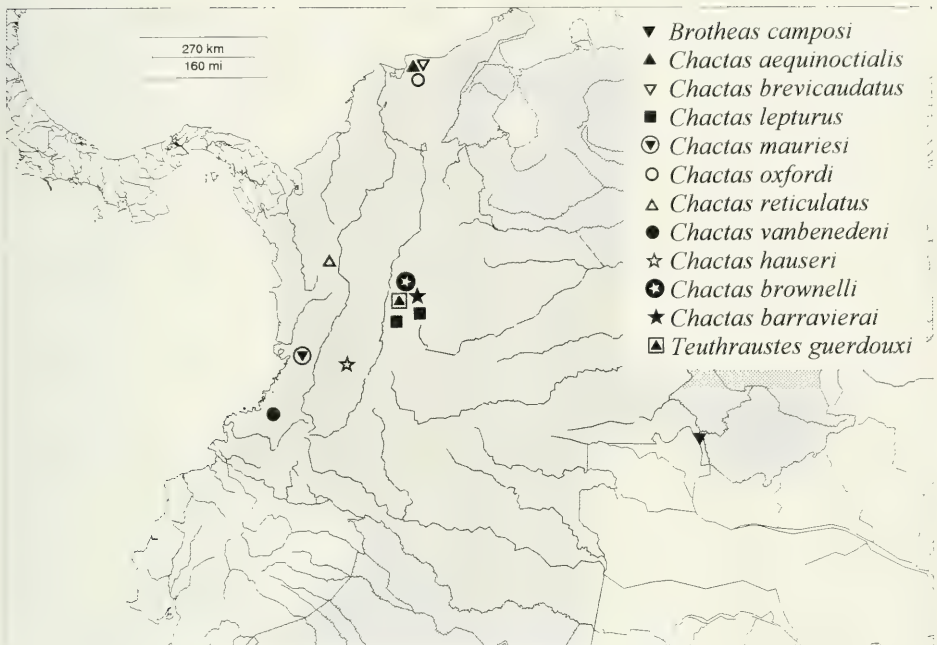 270 km
160 mi
Brotheas camposi
Chactas aequinoctialis
Chactas brevicaudatus
Chactas lepturus
Chactas mauriesi
Chactas oxfordi
Chactas reticulatus
Chactas vanbenedeni
Chactas hauseri
Chactas brownelli
Chactas barravierai
Teuthraustes guerdouxi